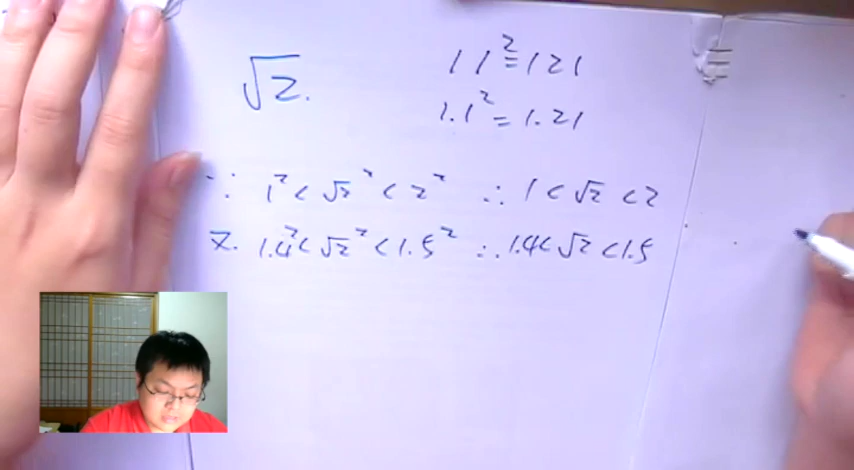 √2.
11²=121
1.1²=1.21
∵ 1²<√2²<2² ∴ 1<√2<2
又. 1.4²<√2²<1.5² ∴ 1.4<√2<1.5